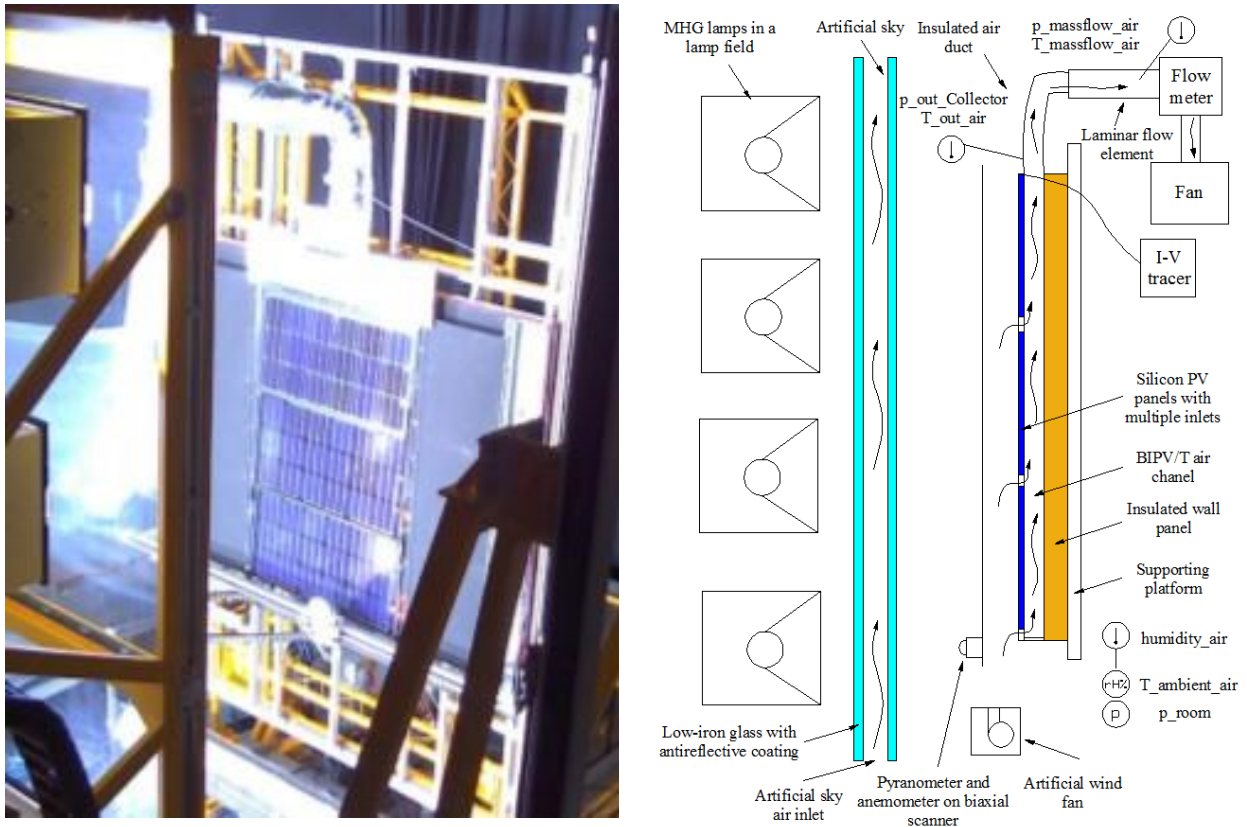 MHG lamps in a
lamp field
Artificial sky
Insulated air
duct
p_massflow_air
T_massflow_air
Flow
meter
p_out_Collector
T_out_air
Laminar flow
element
Fan
I-V
tracer
Silicon PV
panels with
multiple inlets
BIPV/T air
chanel
Insulated wall
panel
Supporting
platform
humidity_air
rH%
T_ambient_air
p
p_room
Low-iron glass with
antireflective coating
Artificial sky
air inlet
Pyranometer and
anemometer on biaxial
scanner
Artificial wind
fan